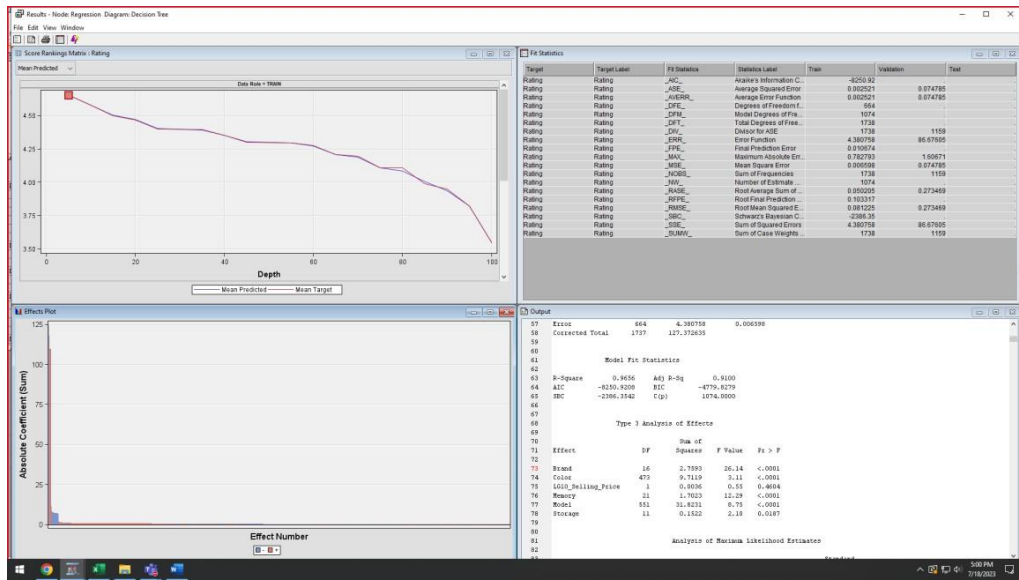 Results - Node: Regression Diagram: Decision Tree
File Edit View Window
Score Rankings Matrix : Rating
Mean Predicted
Data Role = TRAIN
4.50
4.25
4.00
3.75
3.50
0 20 40 60 80 100
Depth
Mean Predicted Mean Target
Fit Statistics
Target Target Label Fit Statistics Statistics Label Train Validation Test
Rating Rating _AIC_ Akaike's Information C... -8250.92
Rating Rating _ASE_ Average Squared Error 0.002521 0.074785
Rating Rating _AVERR_ Average Error Function 0.002521 0.074785
Rating Rating _DFE_ Degrees of Freedom f... 664
Rating Rating _DFM_ Model Degrees of Fre... 1074
Rating Rating _DFT_ Total Degrees of Free... 1738
Rating Rating _DIV_ Divisor for ASE 1738 1159
Rating Rating _ERR_ Error Function 4.380758 86.67605
Rating Rating _FPE_ Final Prediction Error 0.010674
Rating Rating _MAX_ Maximum Absolute Err... 0.782793 1.60671
Rating Rating _MSE_ Mean Square Error 0.006598 0.074785
Rating Rating _NOBS_ Sum of Frequencies 1738 1159
Rating Rating _NW_ Number of Estimate ... 1074
Rating Rating _RASE_ Root Average Sum of ... 0.050205 0.273469
Rating Rating _RFPE_ Root Final Prediction ... 0.103317
Rating Rating _RMSE_ Root Mean Squared E... 0.081225 0.273469
Rating Rating _SBC_ Schwarz's Bayesian C... -2386.35
Rating Rating _SSE_ Sum of Squared Errors 4.380758 86.67605
Rating Rating _SUMW_ Sum of Case Weights ... 1738 1159
Effects Plot
125
100
75
50
25
0
Absolute Coefficient (Sum)
Effect Number
- +
Output
57 Error 664 4.380758 0.006598
58 Corrected Total 1737 127.372635
59
60
61 Model Fit Statistics
62
63 R-Square 0.9656 Adj R-Sq 0.9100
64 AIC -8250.9208 BIC -4779.8279
65 SBC -2386.3542 C(p) 1074.0000
66
67
68 Type 3 Analysis of Effects
69
70 Sum of
71 Effect DF Squares F Value Pr > F
72
73 Brand 16 2.7593 26.14 <.0001
74 Color 473 9.7119 3.11 <.0001
75 LG10_Selling_Price 1 0.0036 0.55 0.4604
76 Memory 21 1.7023 12.29 <.0001
77 Model 551 31.8231 8.75 <.0001
78 Storage 11 0.1522 2.10 0.0187
79
80
81 Analysis of Maximum Likelihood Estimates
82
5:00 PM
7/18/2023